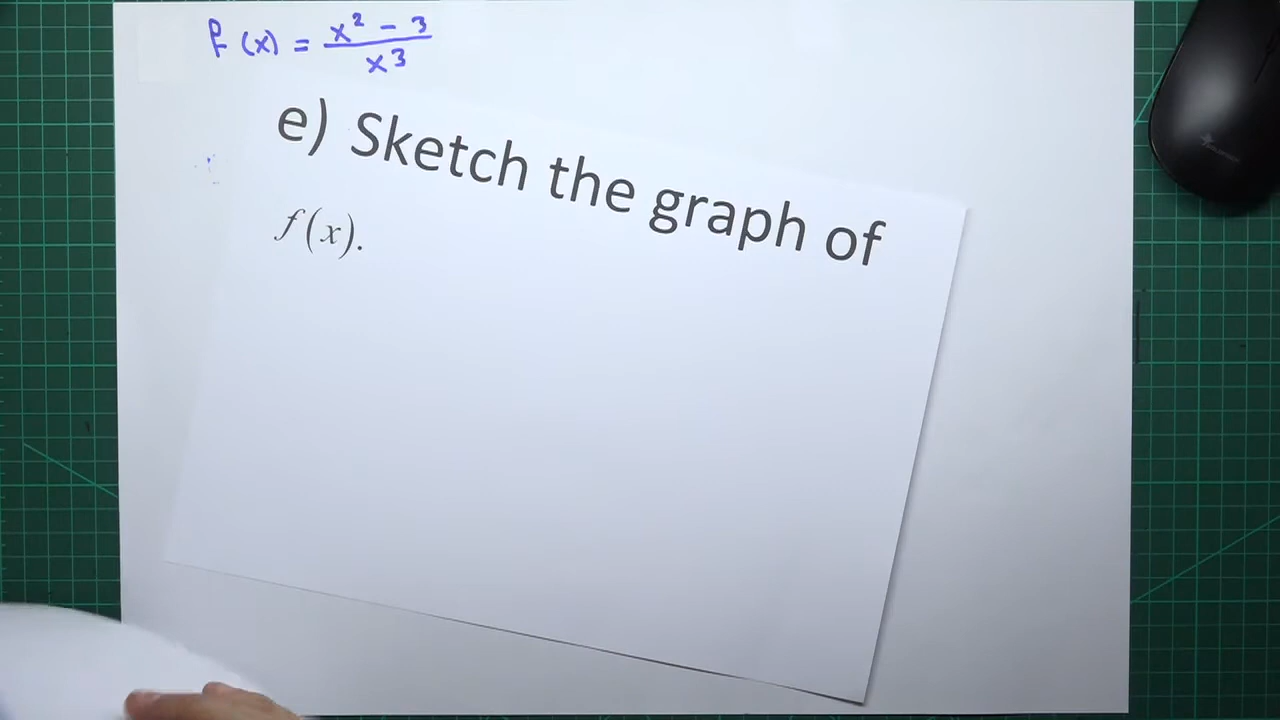 f(x) = x² - 3 / x³
e) Sketch the graph of
f(x).